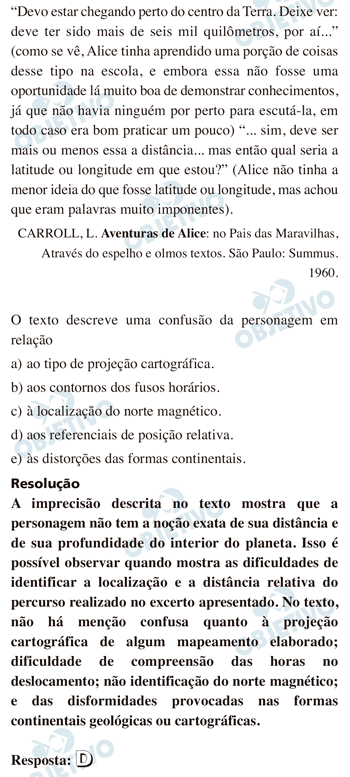 “Devo estar chegando perto do centro da Terra. Deixe ver:
deve ter sido mais de seis mil quilômetros, por aí...”
(como se vê, Alice tinha aprendido uma porção de coisas
desse tipo na escola, e embora essa não fosse uma
oportunidade lá muito boa de demonstrar conhecimentos,
já que não havia ninguém por perto para escutá-la, em
todo caso era bom praticar um pouco) “... sim, deve ser
mais ou menos essa a distância... mas então qual seria a
latitude ou longitude em que estou?” (Alice não tinha a
menor ideia do que fosse latitude ou longitude, mas achou
que eram palavras muito imponentes).
CARROLL, L. Aventuras de Alice: no Pais das Maravilhas,
Através do espelho e olmos textos. São Paulo: Summus.
1960.
O texto descreve uma confusão da personagem em
relação
a) ao tipo de projeção cartográfica.
b) aos contornos dos fusos horários.
c) à localização do norte magnético.
d) aos referenciais de posição relativa.
e) às distorções das formas continentais.
Resolução
A imprecisão descrita no texto mostra que a
personagem não tem a noção exata de sua distância e
de sua profundidade do interior do planeta. Isso é
possível observar quando mostra as dificuldades de
identificar a localização e a distância relativa do
percurso realizado no excerto apresentado. No texto,
não há menção confusa quanto à projeção
cartográfica de algum mapeamento elaborado;
dificuldade de compreensão das horas no
deslocamento; não identificação do norte magnético;
e das disformidades provocadas nas formas
continentais geológicas ou cartográficas.
Resposta: D